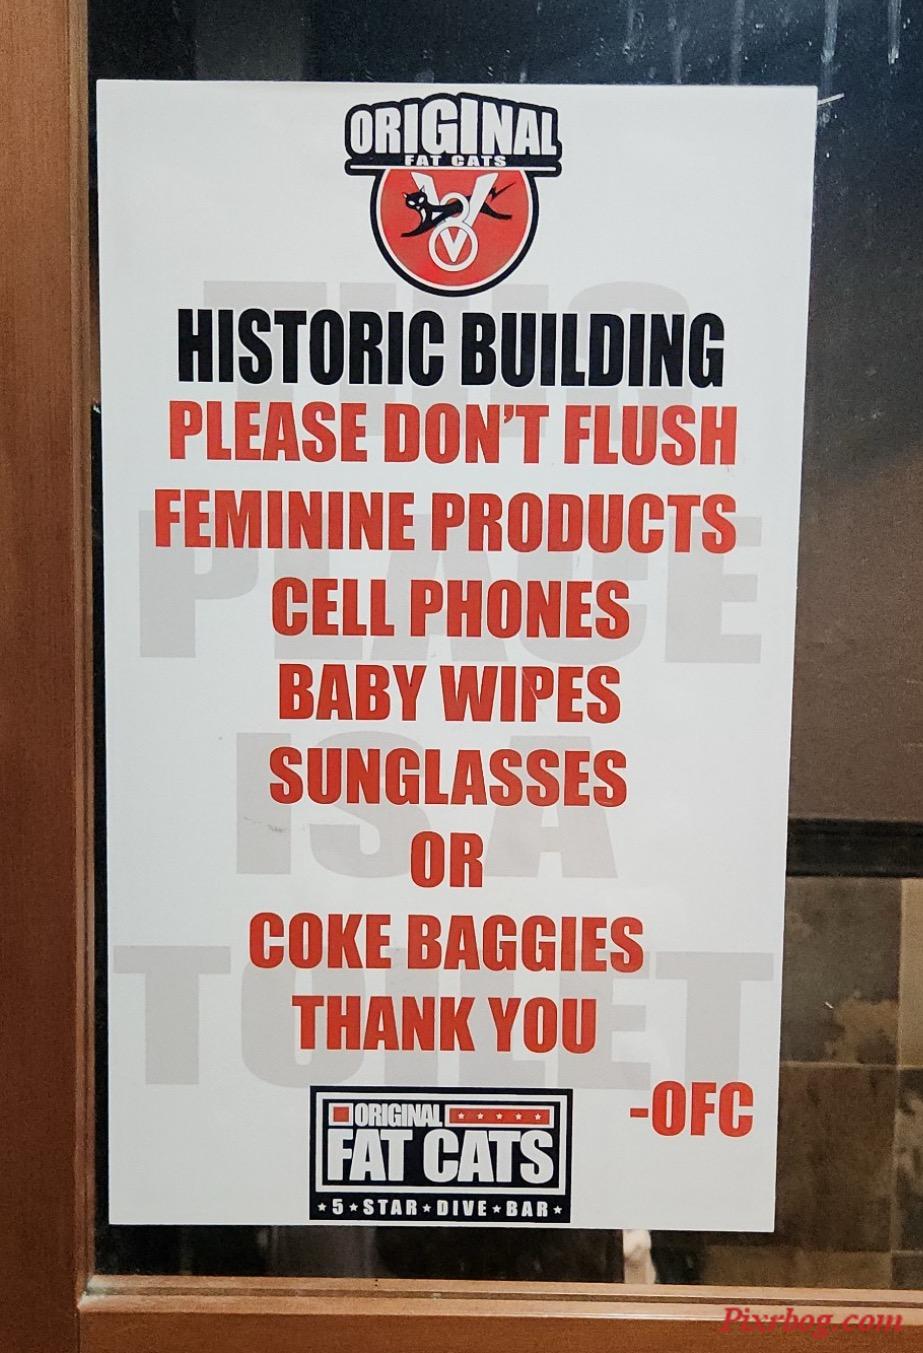 ORIGINAL
FAT CATS
V
HISTORIC BUILDING
PLEASE DON'T FLUSH
FEMININE PRODUCTS
CELL PHONES
BABY WIPES
SUNGLASSES
OR
COKE BAGGIES
THANK YOU
-OFC
THIS
PLACE
IS A
TOILET
ORIGINAL
FAT CATS
★5★STAR★DIVE★BAR★
Pixrbog.com